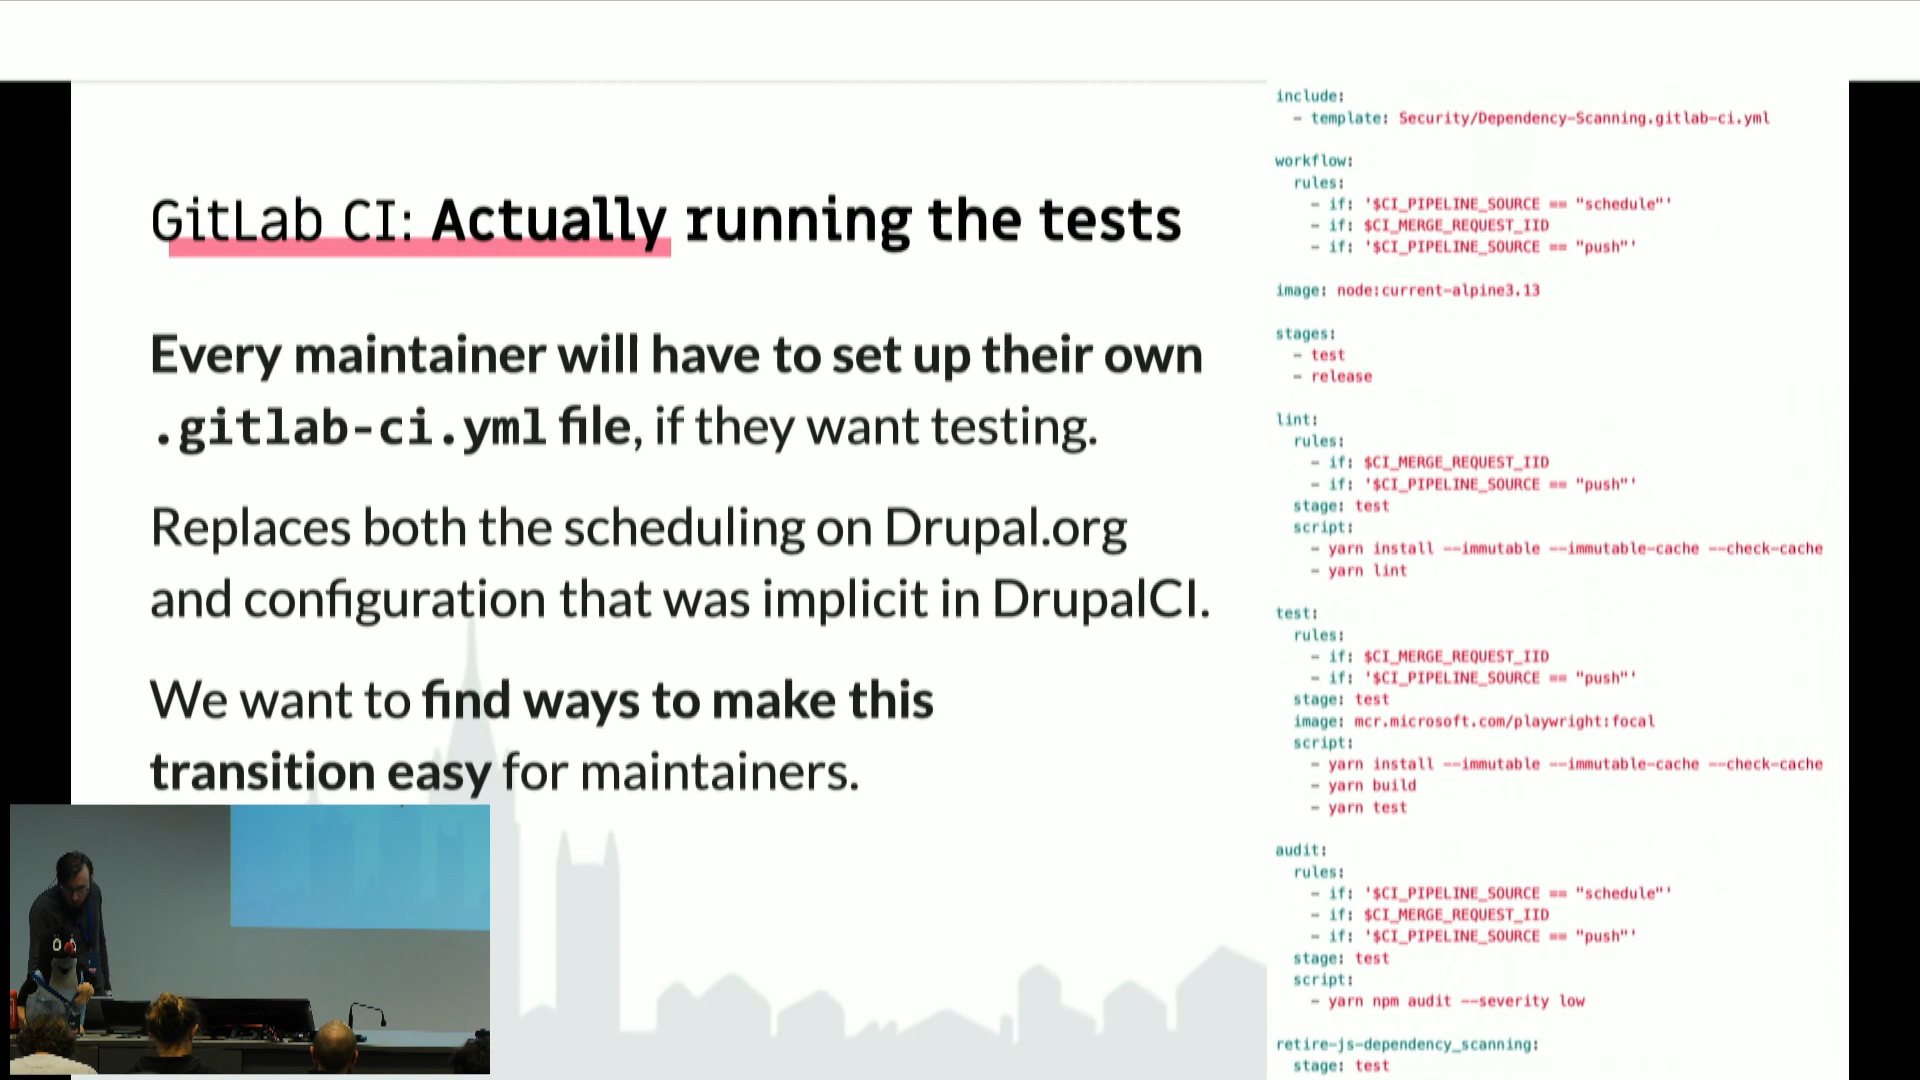 GitLab CI: Actually running the tests
Every maintainer will have to set up their own
.gitlab-ci.yml file, if they want testing.
Replaces both the scheduling on Drupal.org
and configuration that was implicit in DrupalCI.
We want to find ways to make this
transition easy for maintainers.
include:
- template: Security/Dependency-Scanning.gitlab-ci.yml
workflow:
rules:
- if: '$CI_PIPELINE_SOURCE == "schedule"'
- if: $CI_MERGE_REQUEST_IID
- if: '$CI_PIPELINE_SOURCE == "push"'
image: node:current-alpine3.13
stages:
- test
- release
lint:
rules:
- if: $CI_MERGE_REQUEST_IID
- if: '$CI_PIPELINE_SOURCE == "push"'
stage: test
script:
- yarn install --immutable --immutable-cache --check-cache
- yarn lint
test:
rules:
- if: $CI_MERGE_REQUEST_IID
- if: '$CI_PIPELINE_SOURCE == "push"'
stage: test
image: mcr.microsoft.com/playwright:focal
script:
- yarn install --immutable --immutable-cache --check-cache
- yarn build
- yarn test
audit:
rules:
- if: '$CI_PIPELINE_SOURCE == "schedule"'
- if: $CI_MERGE_REQUEST_IID
- if: '$CI_PIPELINE_SOURCE == "push"'
stage: test
script:
- yarn npm audit --severity low
retire-js-dependency_scanning:
stage: test